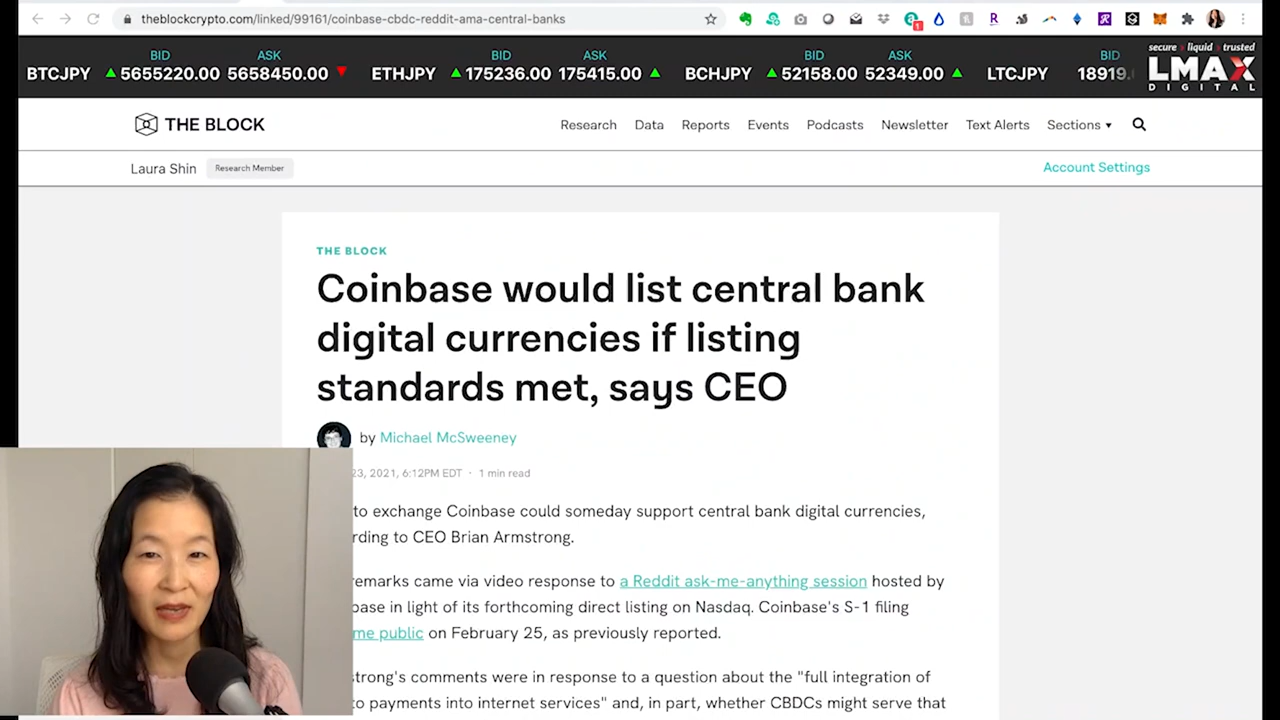 theblockcrypto.com/linked/99161/coinbase-cbdc-reddit-ama-central-banks
BID ASK BID ASK BID ASK BID
BTCJPY 5655220.00 5658450.00 ETHJPY 175236.00 175415.00 BCHJPY 52158.00 52349.00 LTCJPY 18919.
secure liquid trusted
LMAX
DIGITAL
THE BLOCK
Research Data Reports Events Podcasts Newsletter Text Alerts Sections
Laura Shin Research Member Account Settings
THE BLOCK
Coinbase would list central bank
digital currencies if listing
standards met, says CEO
by Michael McSweeney
23, 2021, 6:12PM EDT · 1 min read
to exchange Coinbase could someday support central bank digital currencies,
rding to CEO Brian Armstrong.
remarks came via video response to a Reddit ask-me-anything session hosted by
base in light of its forthcoming direct listing on Nasdaq. Coinbase's S-1 filing
me public on February 25, as previously reported.
strong's comments were in response to a question about the "full integration of
to payments into internet services" and, in part, whether CBDCs might serve that